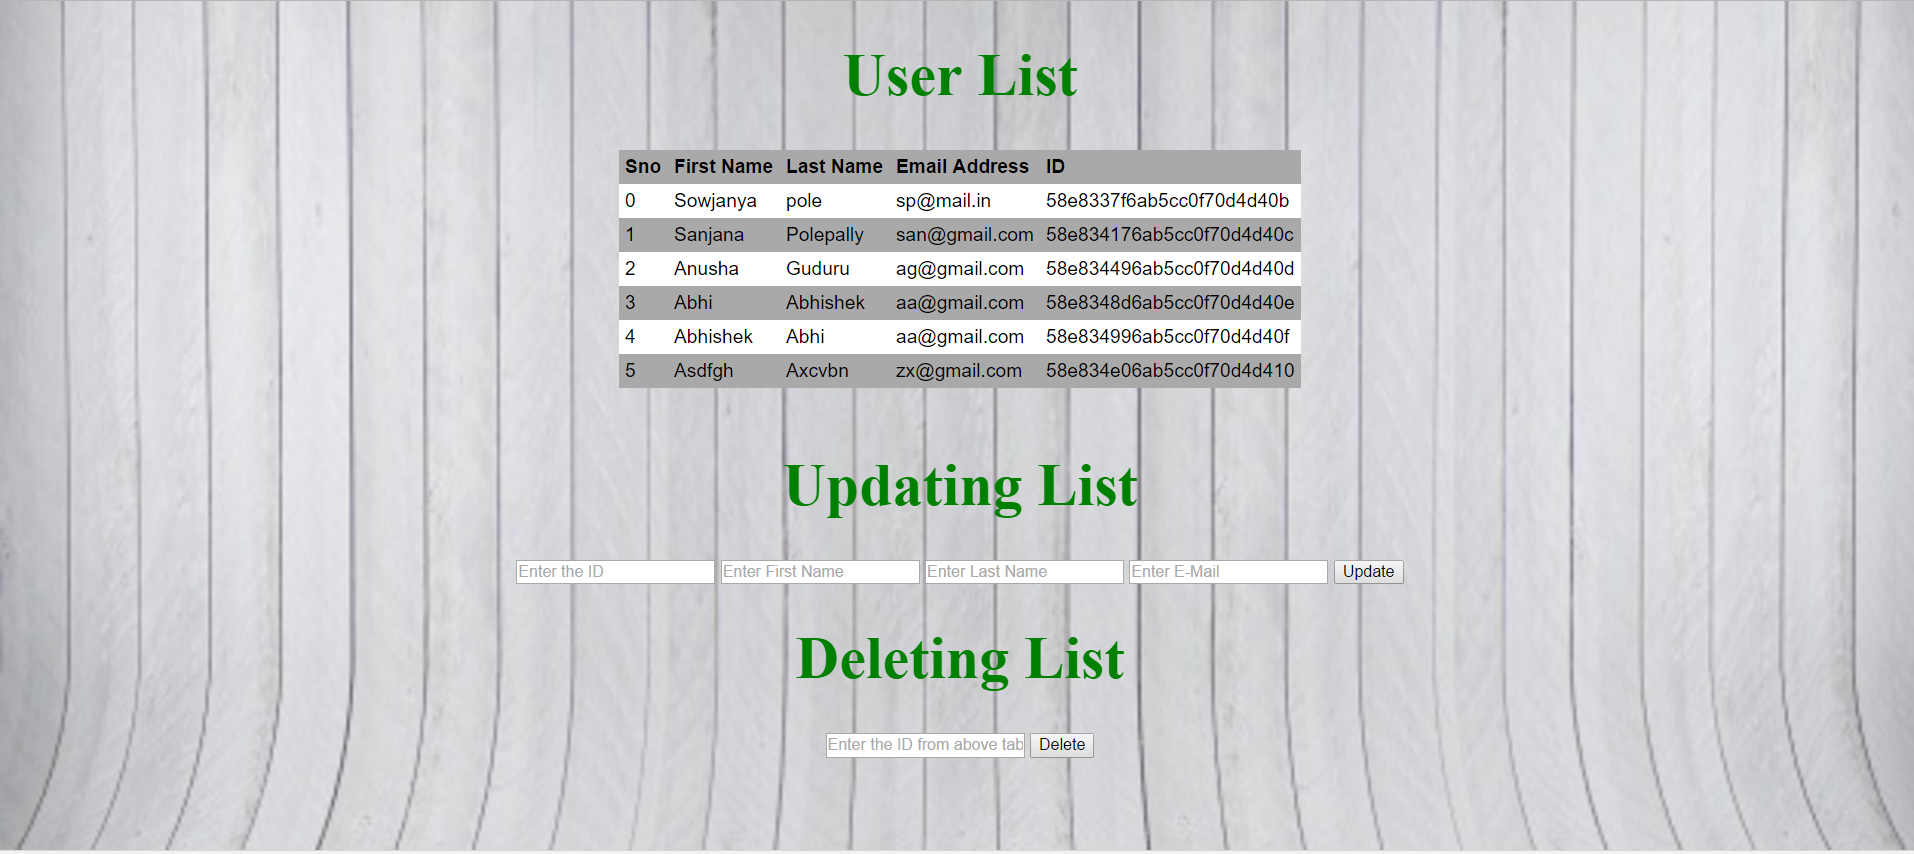 User List
Sno First Name Last Name Email Address ID
0 Sowjanya pole sp@mail.in 58e8337f6ab5cc0f70d4d40b
1 Sanjana Polepally san@gmail.com 58e834176ab5cc0f70d4d40c
2 Anusha Guduru ag@gmail.com 58e834496ab5cc0f70d4d40d
3 Abhi Abhishek aa@gmail.com 58e8348d6ab5cc0f70d4d40e
4 Abhishek Abhi aa@gmail.com 58e834996ab5cc0f70d4d40f
5 Asdfgh Axcvbn zx@gmail.com 58e834e06ab5cc0f70d4d410
Updating List
Enter the ID Enter First Name Enter Last Name Enter E-Mail Update
Deleting List
Enter the ID from above tab Delete